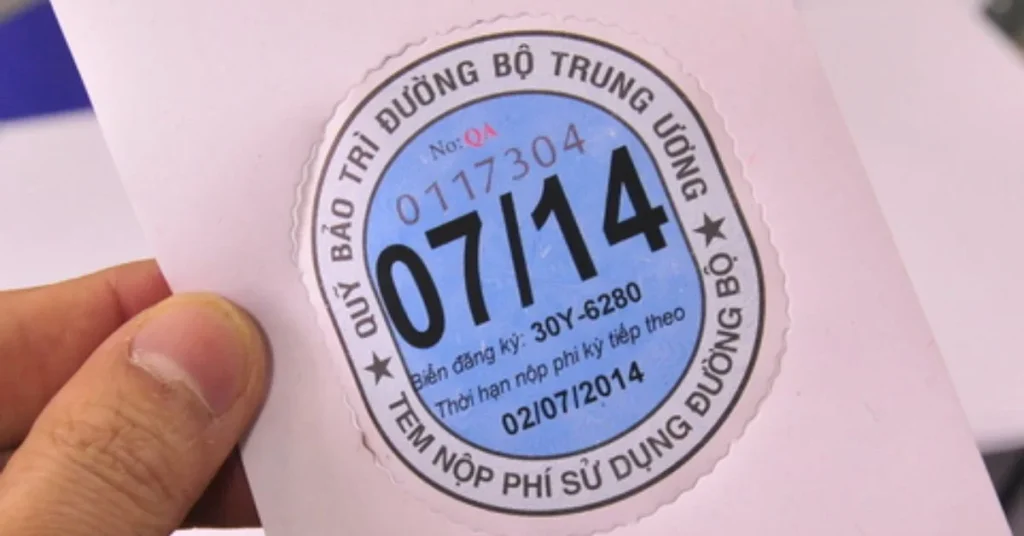 QUỸ BẢO TRÌ ĐƯỜNG BỘ TRUNG ƯƠNG
No: QA
0117304
07/14
Biển đăng ký: 30Y-6280
Thời hạn nộp phí kỳ tiếp theo
02/07/2014
TEM NỘP PHÍ SỬ DỤNG ĐƯỜNG BỘ